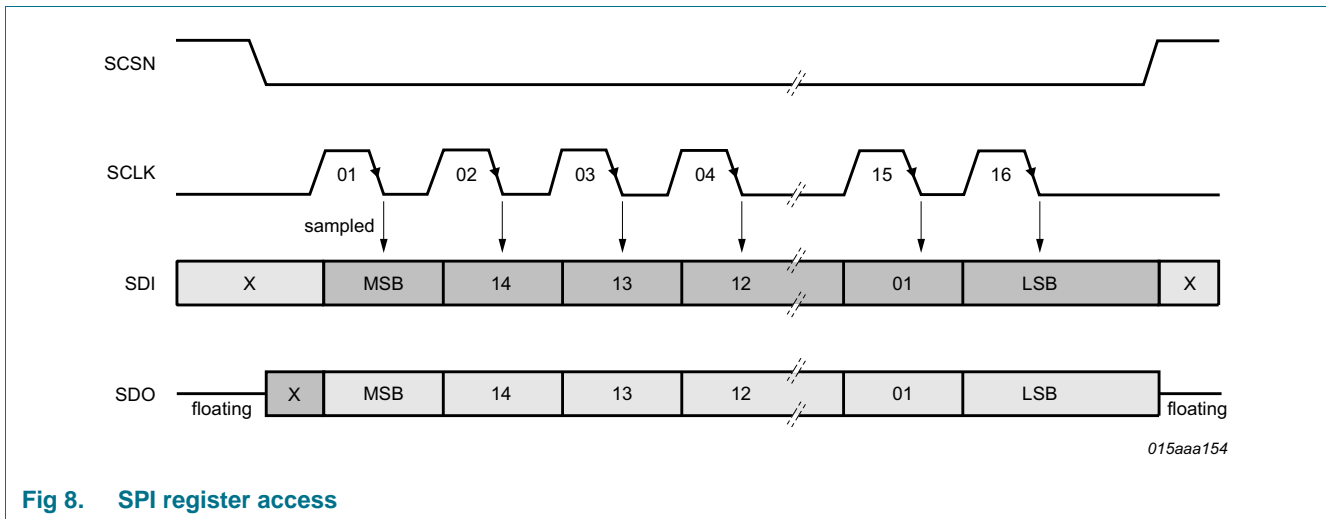 SCSN
SCLK
01 02 03 04 15 16
sampled
SDI
X MSB 14 13 12 01 LSB X
SDO
X MSB 14 13 12 01 LSB
floating floating
015aaa154
Fig 8. SPI register access